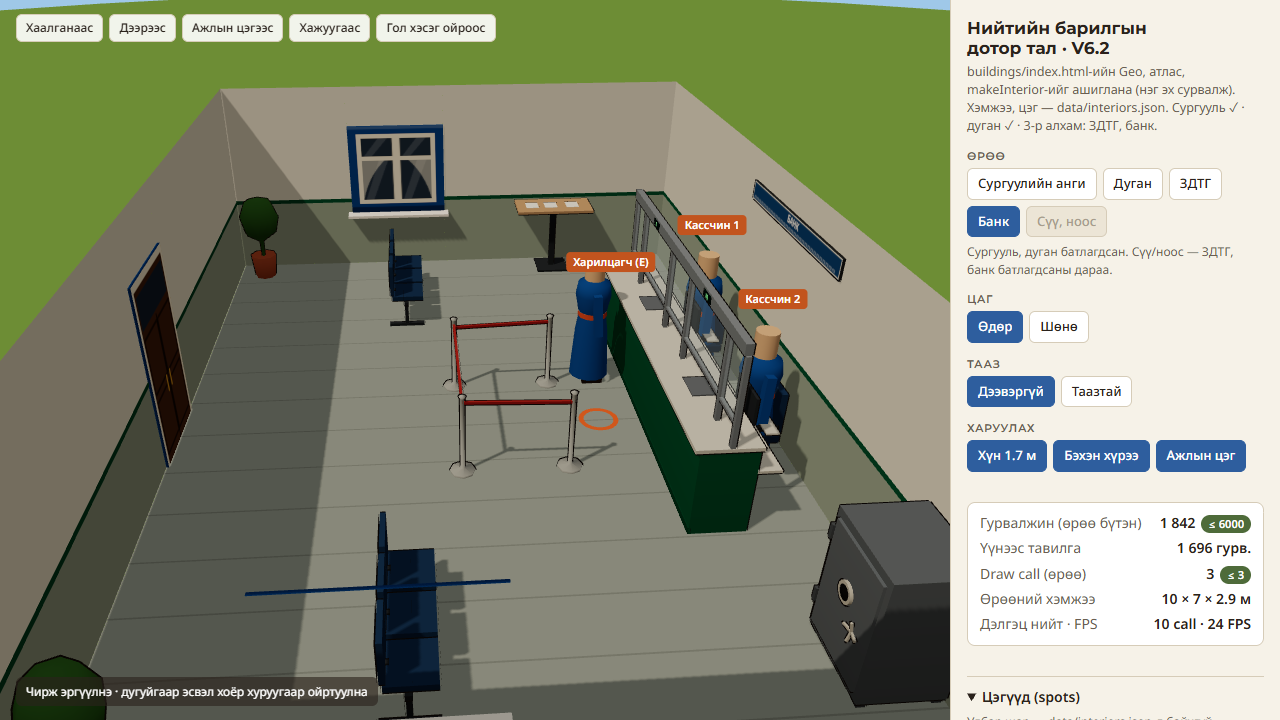 Хаалганаас Дээрээс Ажлын цэгээс Хажуугаас Гол хэсэг ойроос
Кассчин 1
БАНК
Харилцагч (E)
Кассчин 2
Чирж эргүүлнэ · дугуйгаар эсвэл хоёр хуруугаар ойртуулна
Нийтийн барилгын
дотор тал · V6.2
buildings/index.html-ийн Geo, атлас,
makeInterior-ийг ашиглана (нэг эх сурвалж).
Хэмжээ, цэг — data/interiors.json. Сургууль ✓ ·
дуган ✓ · 3-р алхам: ЗДТГ, банк.
ӨРӨӨ
Сургуулийн анги Дуган ЗДТГ
Банк Сүү, ноос
Сургууль, дуган батлагдсан. Сүү/ноос — ЗДТГ,
банк батлагдсаны дараа.
ЦАГ
Өдөр Шөнө
ТААЗ
Дээвэргүй Таазтай
ХАРУУЛАХ
Хүн 1.7 м Бэхэн хүрээ Ажлын цэг
Гурвалжин (өрөө бүтэн) 1 842 ≤ 6000
Үүнээс тавилга 1 696 гурв.
Draw call (өрөө) 3 ≤ 3
Өрөөний хэмжээ 10 × 7 × 2.9 м
Дэлгэц нийт · FPS 10 call · 24 FPS
▼ Цэгүүд (spots)